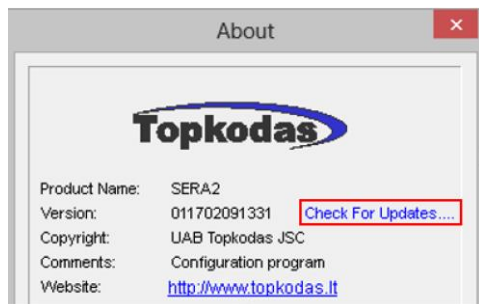 About
Topkodas
Product Name: SERA2
Version: 011702091331 Check For Updates....
Copyright: UAB Topkodas JSC
Comments: Configuration program
Website: http://www.topkodas.lt